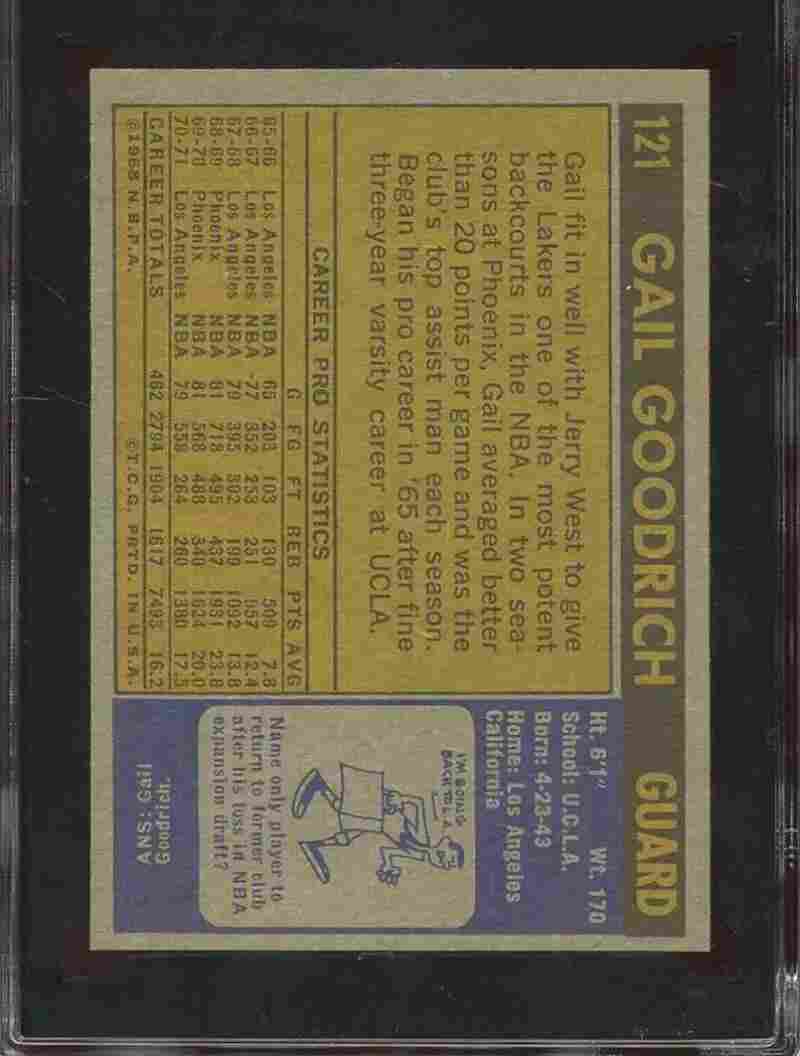 121 GAIL GOODRICH GUARD
Gail fit in well with Jerry West to give
the Lakers one of the most potent
backcourts in the NBA. In two sea-
sons at Phoenix, Gail averaged better
than 20 points per game and was the
club's top assist man each season.
Began his pro career in '65 after fine
three-year varsity career at UCLA.
CAREER PRO STATISTICS
G FG FT REB PTS AVG
65-66 Los Angeles NBA 65 203 103 130 509 7.8
66-67 Los Angeles NBA 77 352 253 251 957 12.4
67-68 Los Angeles NBA 79 395 302 199 1092 13.8
68-69 Phoenix NBA 81 718 495 437 1931 23.8
69-70 Phoenix NBA 81 568 488 340 1624 20.0
70-71 Los Angeles NBA 79 558 264 260 1380 17.5
CAREER TOTALS 462 2794 1904 1617 7493 16.2
©1968 N.B.P.A. ©T.C.G. PRTD. IN U.S.A.
Ht. 6'1" Wt. 170
School: U.C.L.A.
Born: 4-23-43
Home: Los Angeles
California
I'M GOING
BACK TO L.A.
Name only player to
return to former club
after his loss in NBA
expansion draft?
ANS: Gail
Goodrich.